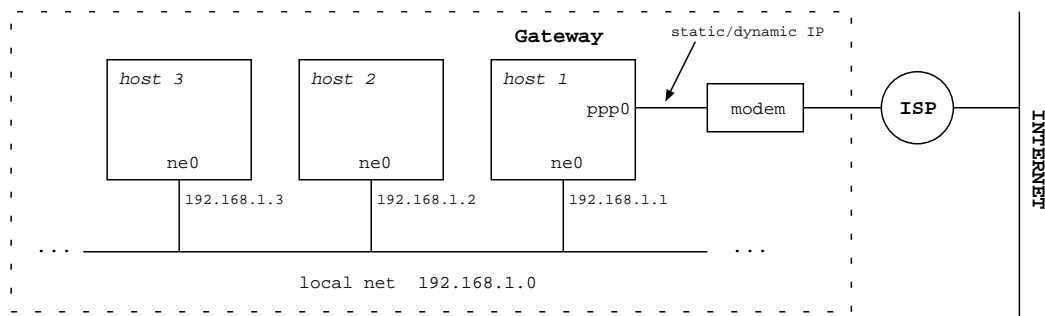 Gateway
static/dynamic IP
host 3
host 2
host 1
ppp0
modem
ISP
INTERNET
ne0
ne0
ne0
192.168.1.3
192.168.1.2
192.168.1.1
...
...
local net 192.168.1.0